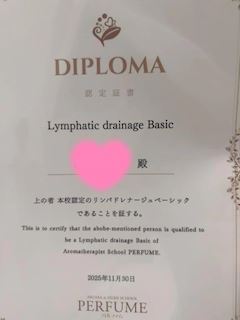 DIPLOMA
認定証書
Lymphatic drainage Basic
殿
上の者 本校認定のリンパドレナージュベーシック
であることを証する。
This is certify that the abobe-mentioned person is qualified to
be a Lymphatic drainage Basic of
Aromatherapist School PERFUME.
2025年11月30日
PERFUME